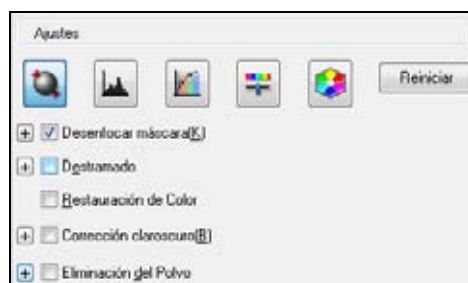 Ajustes
Reiniciar
Desenfocar máscara(K)
Destramado
Restauración de Color
Corrección claroscuro(B)
Eliminación del Polvo